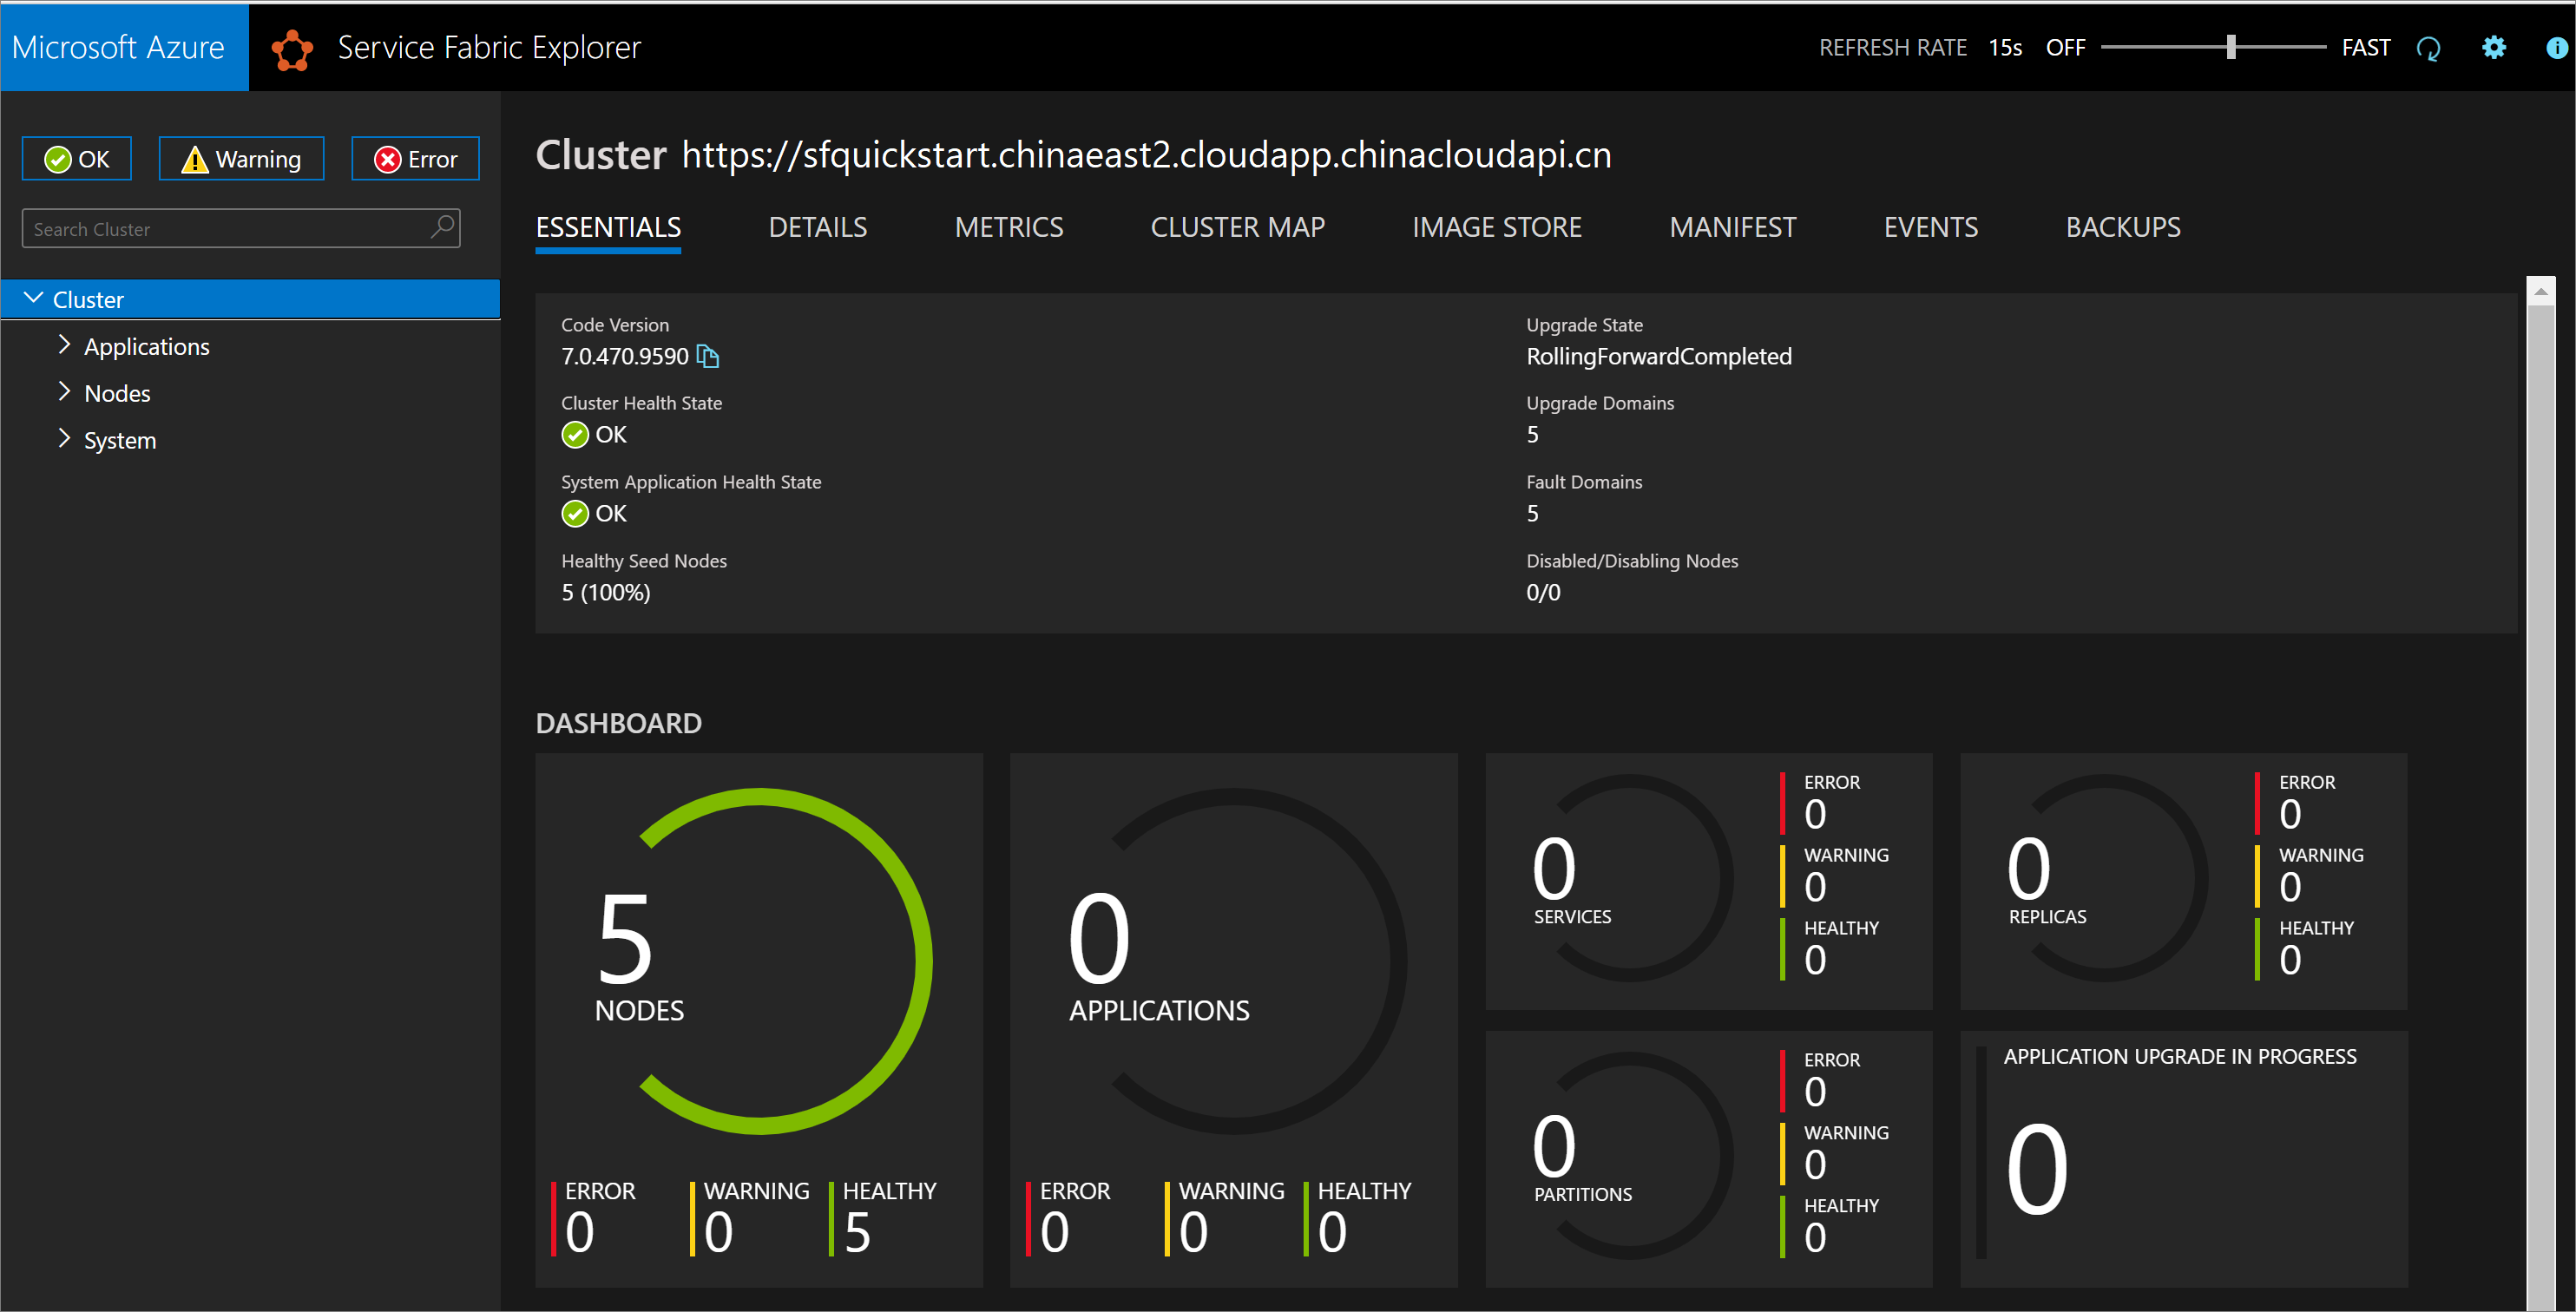 Microsoft Azure
Service Fabric Explorer
REFRESH RATE 15s OFF FAST
OK
Warning
Error
Search Cluster
Cluster
Applications
Nodes
System
Cluster https://sfquickstart.chinaeast2.cloudapp.chinacloudapi.cn
ESSENTIALS DETAILS METRICS CLUSTER MAP IMAGE STORE MANIFEST EVENTS BACKUPS
Code Version
7.0.470.9590
Cluster Health State
OK
System Application Health State
OK
Healthy Seed Nodes
5 (100%)
Upgrade State
RollingForwardCompleted
Upgrade Domains
5
Fault Domains
5
Disabled/Disabling Nodes
0/0
DASHBOARD
5
NODES
ERROR
0
WARNING
0
HEALTHY
5
0
APPLICATIONS
ERROR
0
WARNING
0
HEALTHY
0
0
SERVICES
ERROR
0
WARNING
0
HEALTHY
0
0
REPLICAS
ERROR
0
WARNING
0
HEALTHY
0
0
PARTITIONS
ERROR
0
WARNING
0
HEALTHY
0
APPLICATION UPGRADE IN PROGRESS
0